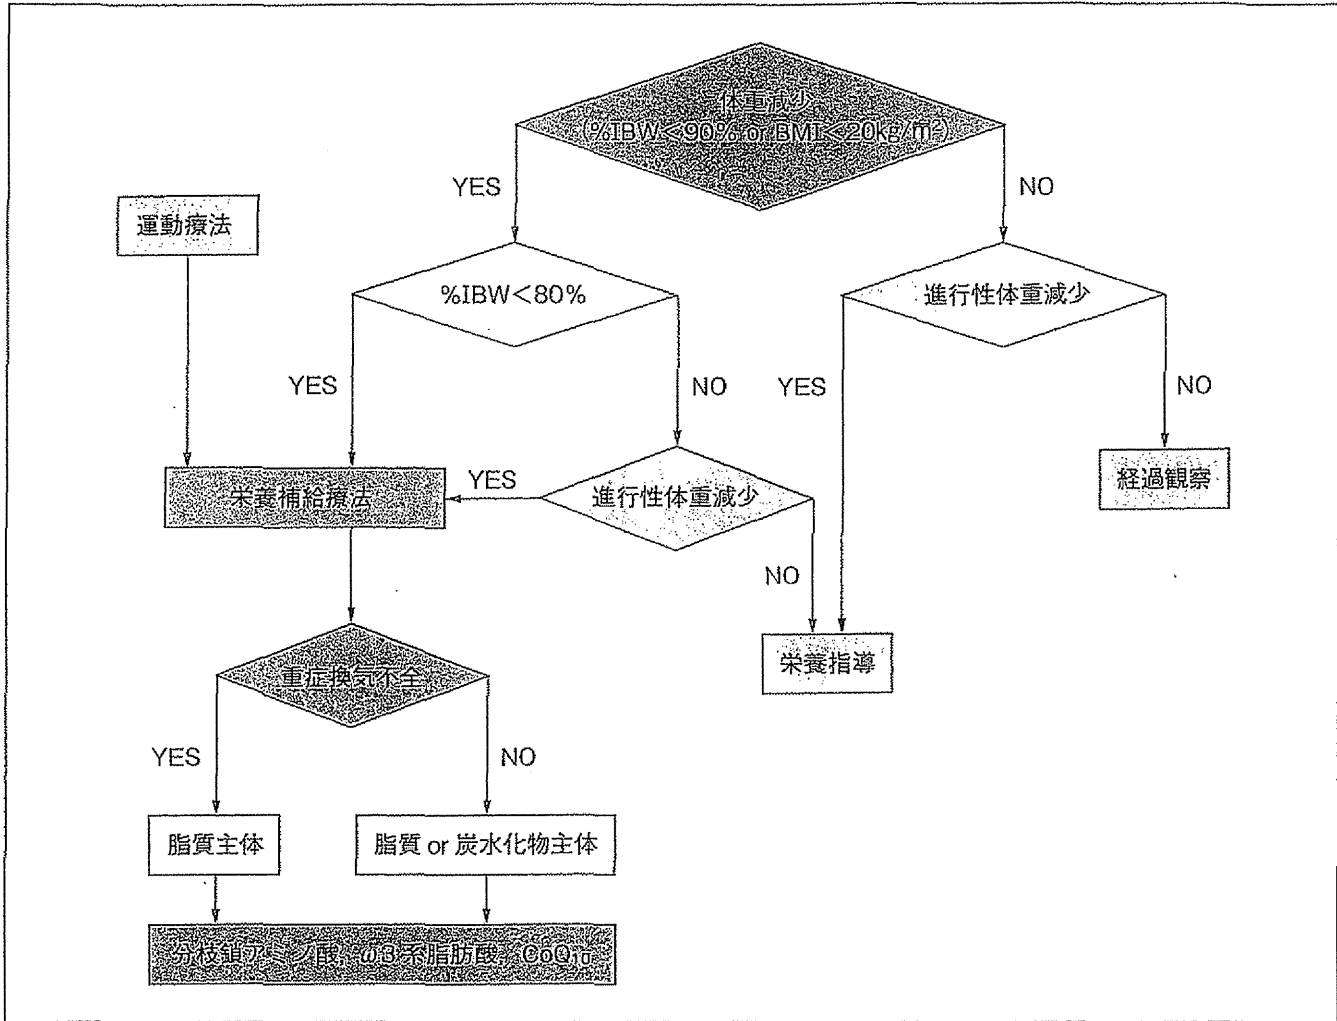 体重減少
(%IBW＜90% or BMI＜20kg/m²)
YES
NO
運動療法
%IBW＜80%
進行性体重減少
YES
NO
YES
NO
栄養補給療法
YES
進行性体重減少
経過観察
NO
栄養指導
重症換気不全
YES
NO
脂質主体
脂質 or 炭水化物主体
分枝鎖アミノ酸, ω3系脂肪酸, CoQ₁₀